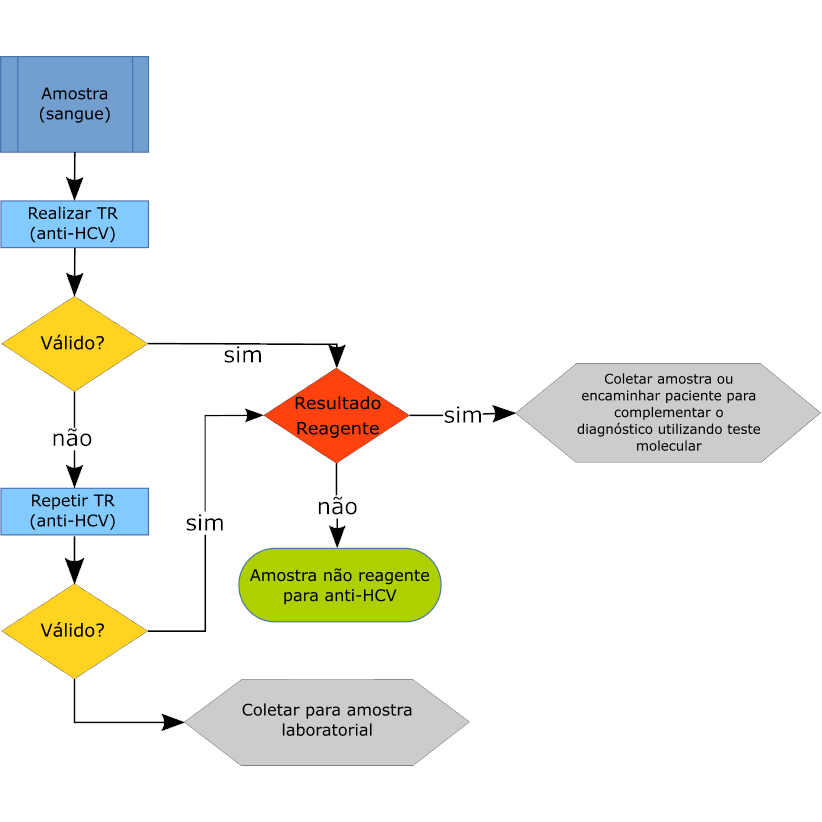 Amostra
(sangue)
Realizar TR
(anti-HCV)
Válido?
sim
não
Resultado
Reagente
sim
Coletar amostra ou
encaminhar paciente para
complementar o
diagnóstico utilizando teste
molecular
não
Repetir TR
(anti-HCV)
sim
Amostra não reagente
para anti-HCV
Válido?
Coletar para amostra
laboratorial